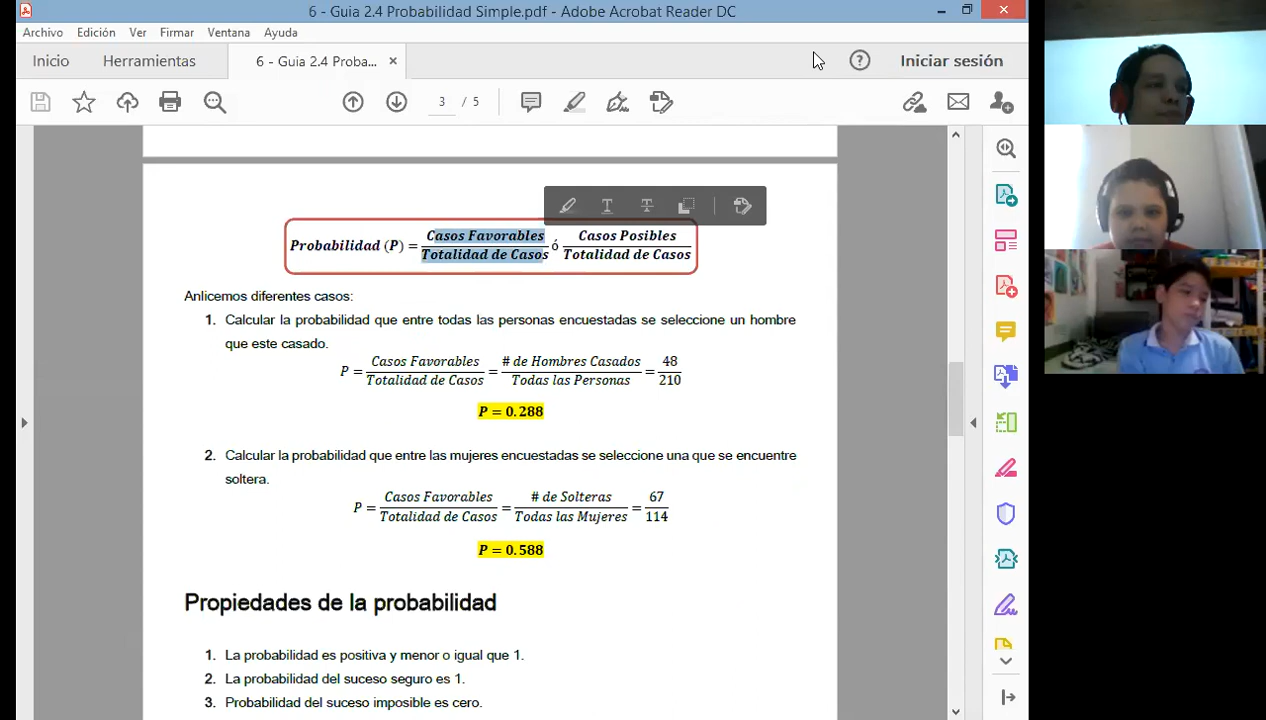 6 - Guia 2.4 Probabilidad Simple.pdf - Adobe Acrobat Reader DC
Archivo Edición Ver Firmar Ventana Ayuda
Inicio Herramientas 6 - Guia 2.4 Proba... × ? Iniciar sesión
3 / 5
Probabilidad (P) = Casos Favorables / Totalidad de Casos ó Casos Posibles / Totalidad de Casos
Anlicemos diferentes casos:
1. Calcular la probabilidad que entre todas las personas encuestadas se seleccione un hombre
que este casado.
P = Casos Favorables / Totalidad de Casos = # de Hombres Casados / Todas las Personas = 48 / 210
P = 0.288
2. Calcular la probabilidad que entre las mujeres encuestadas se seleccione una que se encuentre
soltera.
P = Casos Favorables / Totalidad de Casos = # de Solteras / Todas las Mujeres = 67 / 114
P = 0.588
Propiedades de la probabilidad
1. La probabilidad es positiva y menor o igual que 1.
2. La probabilidad del suceso seguro es 1.
3. Probabilidad del suceso imposible es cero.